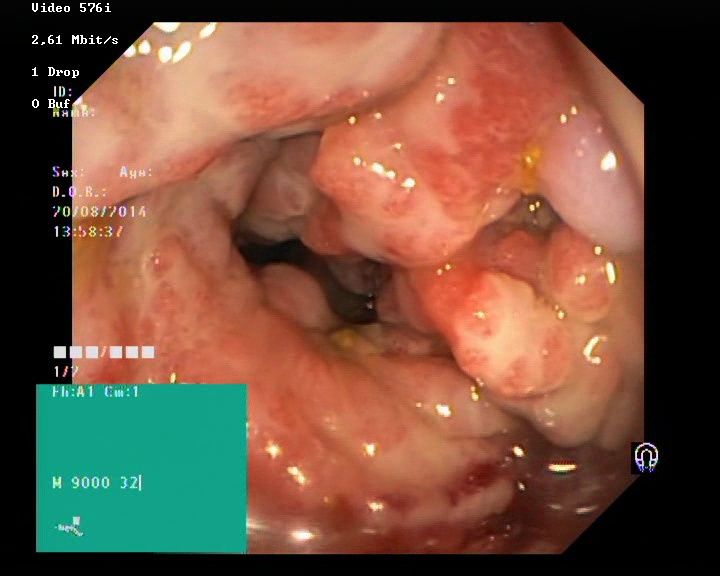 Video 576i
2,61 Mbit/s
1 Drop
0 Buf
ID:
Name:
Sex: Age:
D.O.B.:
20/08/2014
13:58:37
■■■/■■■
1/7
Eh:A1 Cm:1
M 9000 32